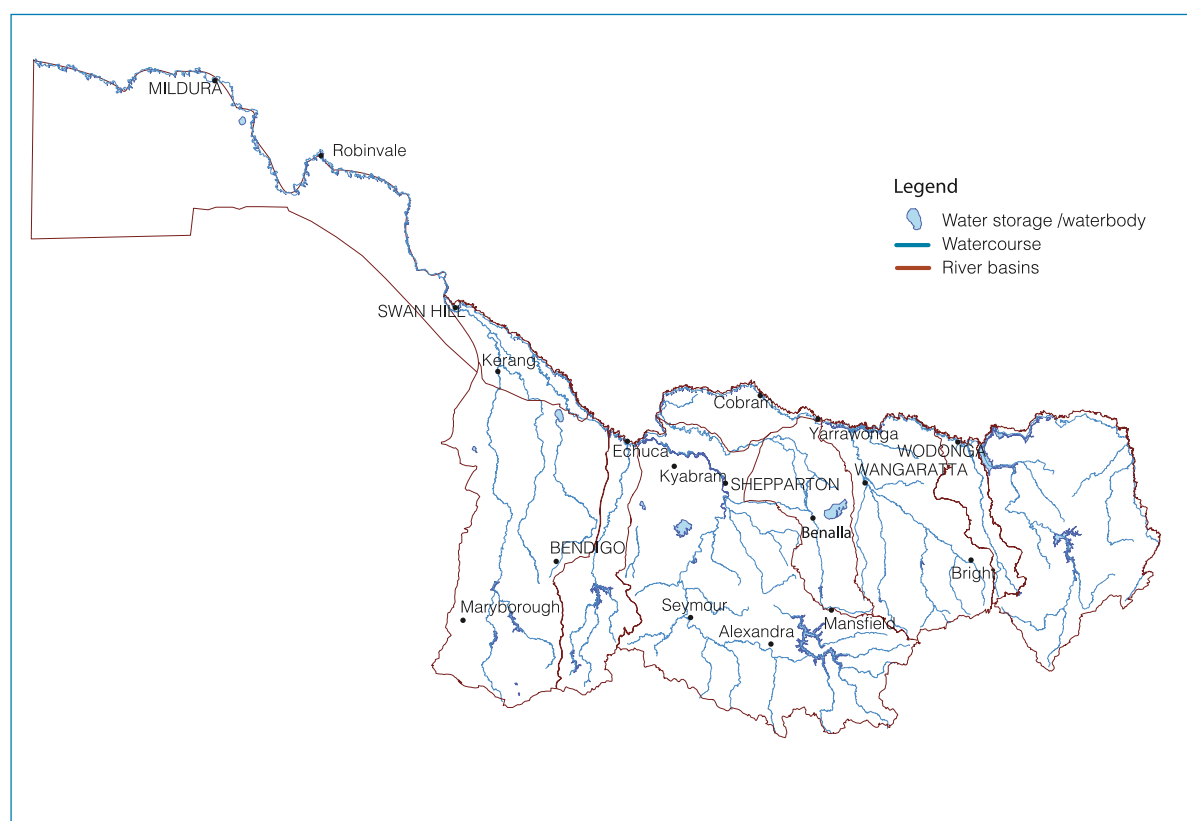 MILDURA
Robinvale
Legend
Water storage /waterbody
Watercourse
River basins
SWAN HILL
Kerang
Cobram
Yarrawonga
Echuca
WODONGA
Kyabram
WANGARATTA
SHEPPARTON
Benalla
BENDIGO
Bright
Maryborough
Seymour
Mansfield
Alexandra